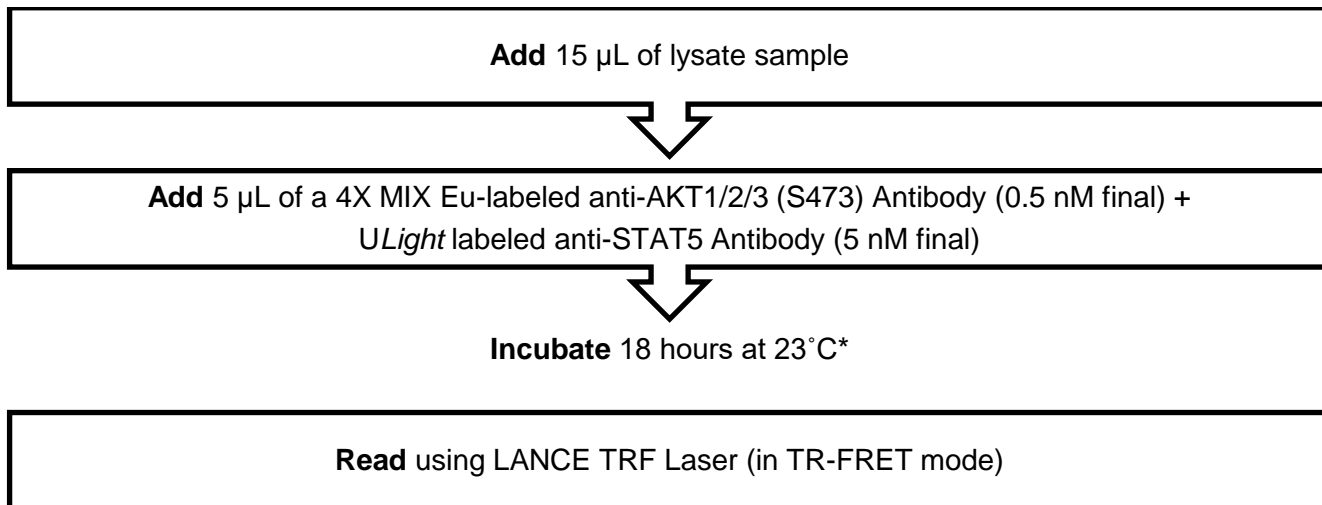 Add 15 µL of lysate sample
Add 5 µL of a 4X MIX Eu-labeled anti-AKT1/2/3 (S473) Antibody (0.5 nM final) +
ULight labeled anti-STAT5 Antibody (5 nM final)
Incubate 18 hours at 23˚C*
Read using LANCE TRF Laser (in TR-FRET mode)